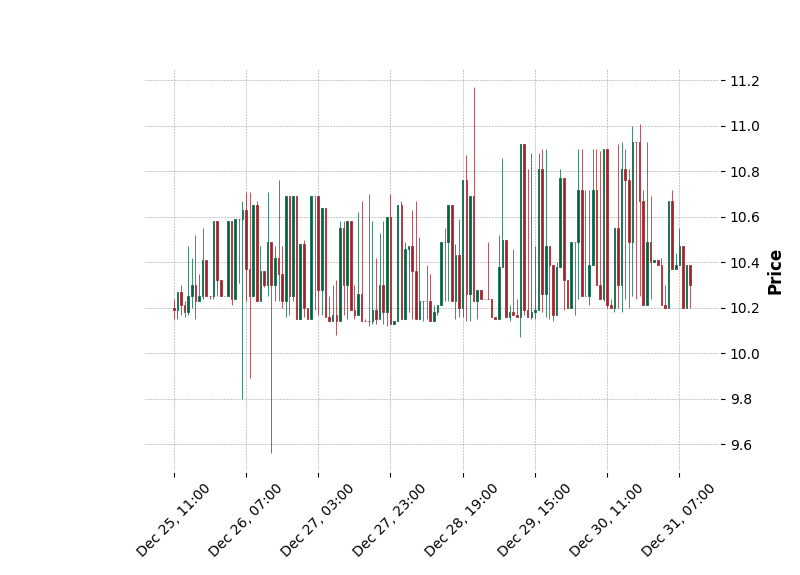 11.2
11.0
10.8
10.6
10.4
10.2
10.0
9.8
9.6
Price
Dec 25, 11:00
Dec 26, 07:00
Dec 27, 03:00
Dec 27, 23:00
Dec 28, 19:00
Dec 29, 15:00
Dec 30, 11:00
Dec 31, 07:00